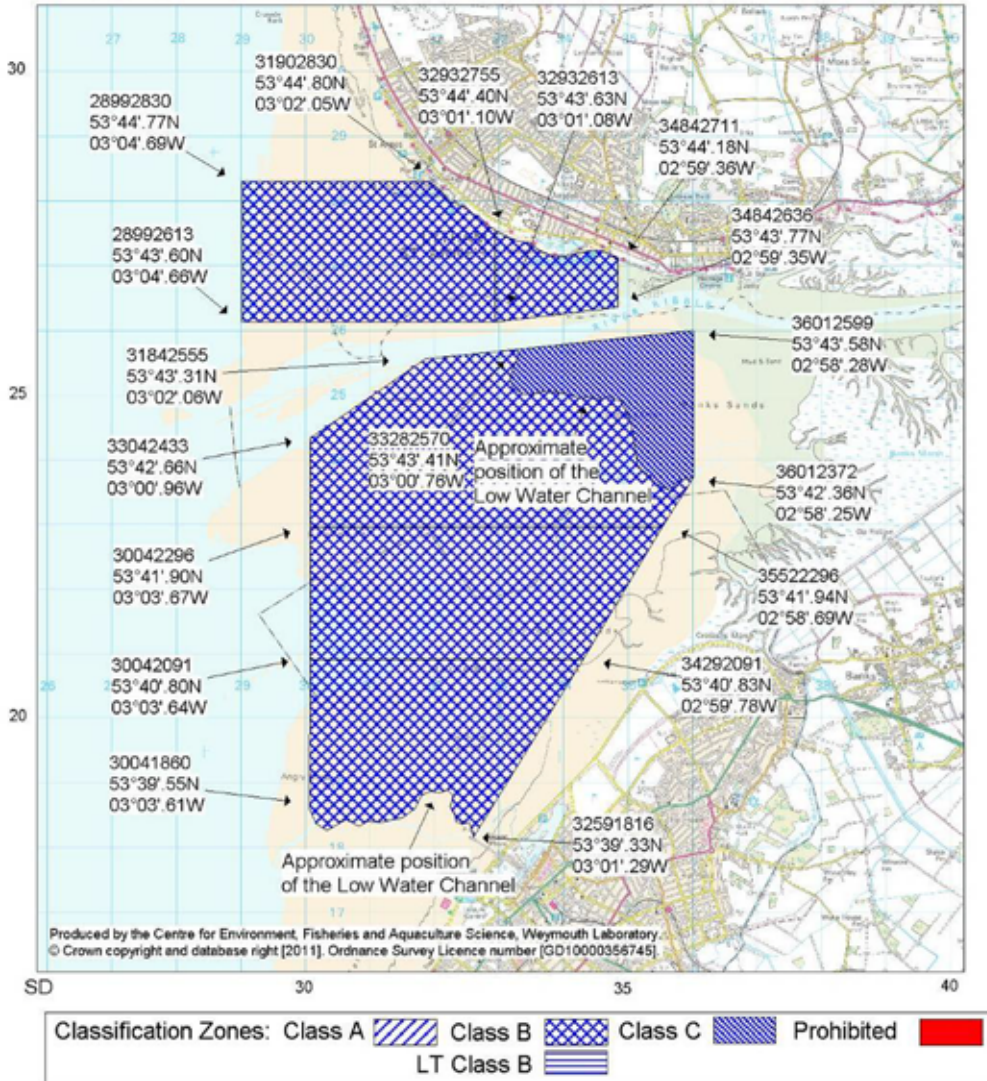 30
25
20
SD
30
35
40
31902830
53°44'.80N
03°02'.05W
32932755
53°44'.40N
03°01'.10W
32932613
53°43'.63N
03°01'.08W
28992830
53°44'.77N
03°04'.69W
34842711
53°44'.18N
02°59'.36W
28992613
53°43'.60N
03°04'.66W
34842636
53°43'.77N
02°59'.35W
RIVER RIBBLE
31842555
53°43'.31N
03°02'.06W
36012599
53°43'.58N
02°58'.28W
33042433
53°42'.66N
03°00'.96W
33282570
53°43'.41N
03°00'.76W
Approximate
position of the
Low Water Channel
36012372
53°42'.36N
02°58'.25W
30042296
53°41'.90N
03°03'.67W
35522296
53°41'.94N
02°58'.69W
30042091
53°40'.80N
03°03'.64W
34292091
53°40'.83N
02°59'.78W
Banks
30041860
53°39'.55N
03°03'.61W
32591816
53°39'.33N
03°01'.29W
Approximate position
of the Low Water Channel
Produced by the Centre for Environment, Fisheries and Aquaculture Science, Weymouth Laboratory.
© Crown copyright and database right [2011]. Ordnance Survey Licence number [GD10000356745].
Classification Zones: Class A Class B Class C Prohibited
LT Class B